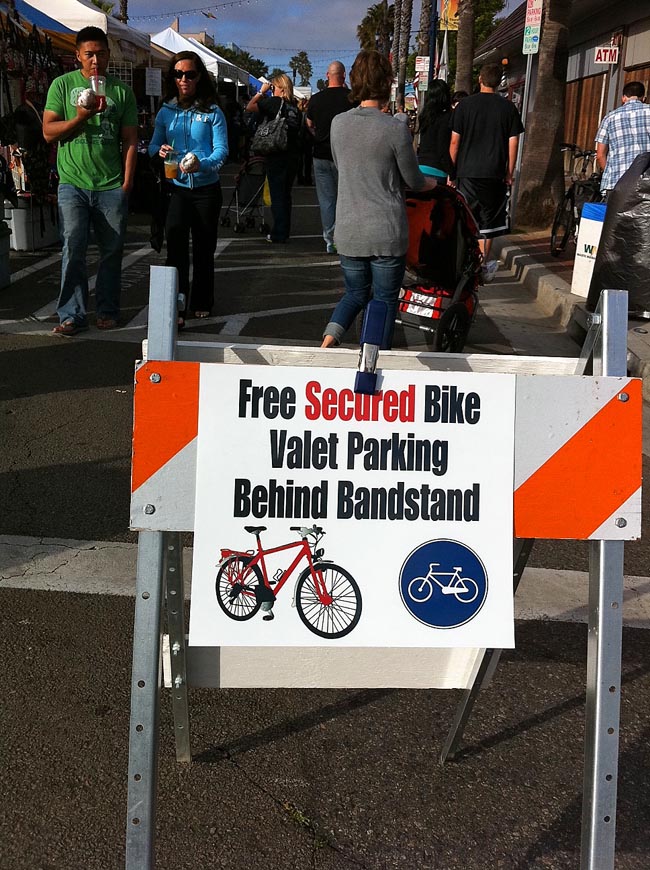 ATM
Free Secured Bike
Valet Parking
Behind Bandstand